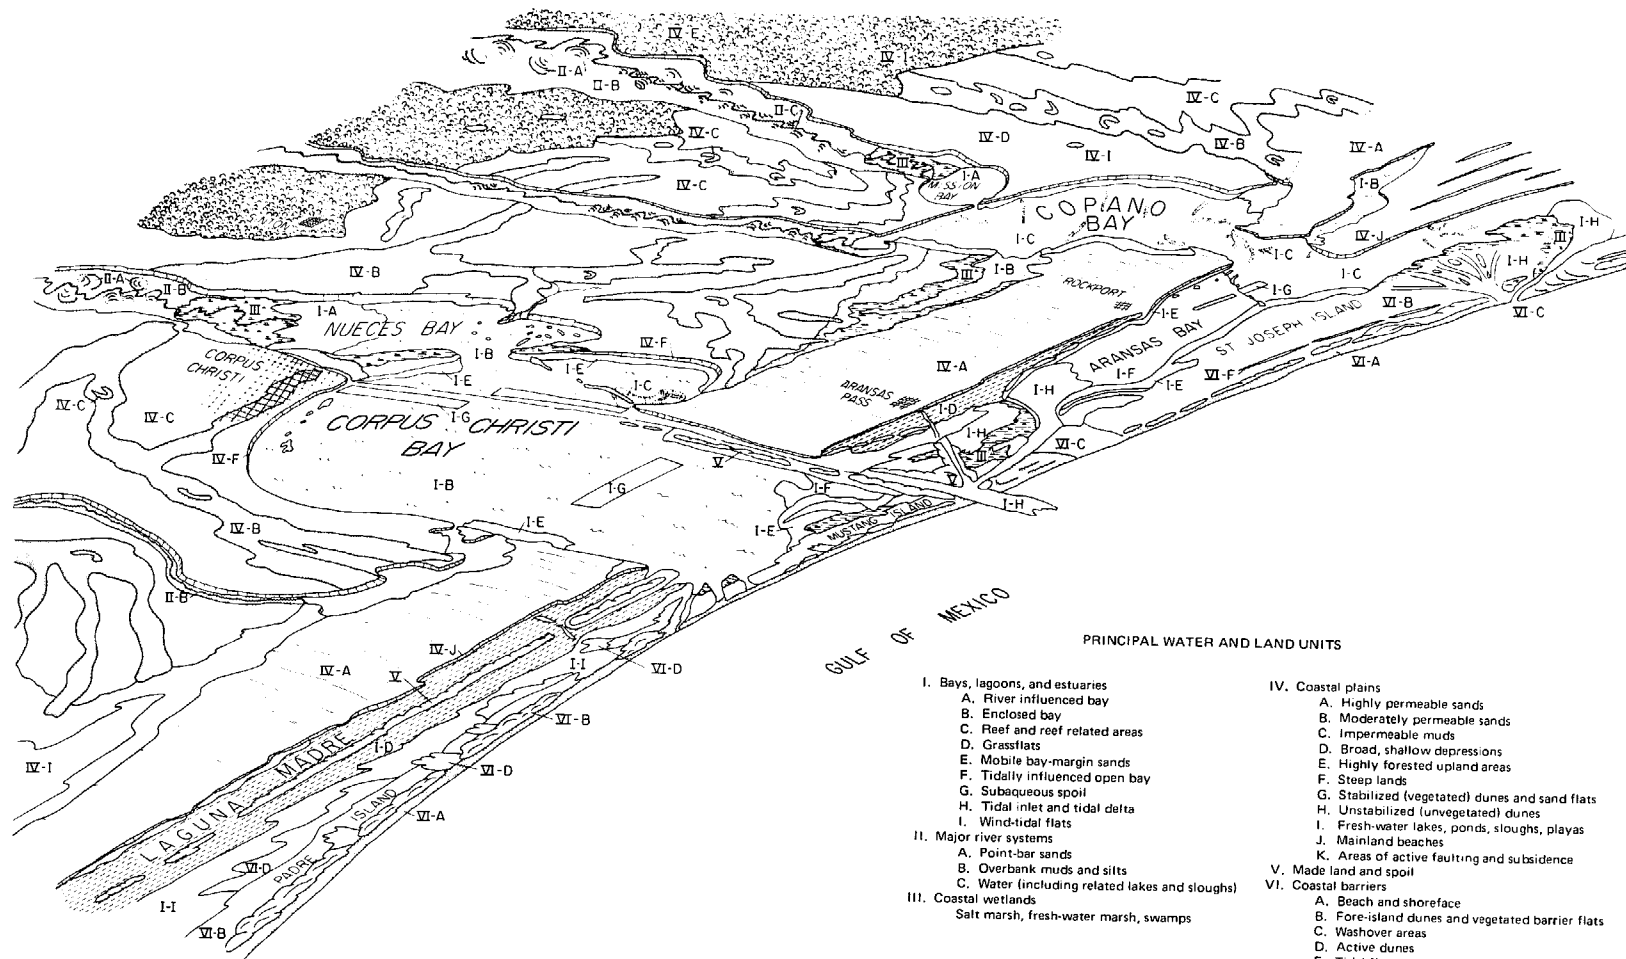 IV-E
IV-I
II-A
II-B
IV-C
II-C
IV-C
IV-D
IV-B
IV-A
IV-I
III
I-A
MISSION
BAY
IV-C
I-B
COPANO
BAY
I-C
I-C
IV-J
I-H
III
I-H
I-C
IV-B
II-A
II-B
III
I-A
NUECES BAY
III
I-B
ROCKPORT
I-G
VI-B
VI-C
I-E
ST JOSEPH ISLAND
ARANSAS BAY
IV-F
I-B
I-E
I-E
I-C
IV-A
VI-A
VI-F
I-F
I-E
CORPUS
CHRISTI
IV-C
IV-C
I-G
CORPUS CHRISTI
BAY
ARANSAS
PASS
I-D
I-H
I-H
III
VI-C
IV-F
V
V
I-B
I-G
I-F
I-H
IV-B
I-E
I-E
MUSTANG ISLAND
II-B
GULF OF MEXICO
IV-A
IV-J
V
I-I
VI-D
VI-B
IV-I
LAGUNA MADRE
I-D
VI-D
VI-A
PADRE ISLAND
VI-D
I-I
VI-B
PRINCIPAL WATER AND LAND UNITS
I. Bays, lagoons, and estuaries
A. River influenced bay
B. Enclosed bay
C. Reef and reef related areas
D. Grassflats
E. Mobile bay-margin sands
F. Tidally influenced open bay
G. Subaqueous spoil
H. Tidal inlet and tidal delta
I. Wind-tidal flats
II. Major river systems
A. Point-bar sands
B. Overbank muds and silts
C. Water (including related lakes and sloughs)
III. Coastal wetlands
Salt marsh, fresh-water marsh, swamps
IV. Coastal plains
A. Highly permeable sands
B. Moderately permeable sands
C. Impermeable muds
D. Broad, shallow depressions
E. Highly forested upland areas
F. Steep lands
G. Stabilized (vegetated) dunes and sand flats
H. Unstabilized (unvegetated) dunes
I. Fresh-water lakes, ponds, sloughs, playas
J. Mainland beaches
K. Areas of active faulting and subsidence
V. Made land and spoil
VI. Coastal barriers
A. Beach and shoreface
B. Fore-island dunes and vegetated barrier flats
C. Washover areas
D. Active dunes